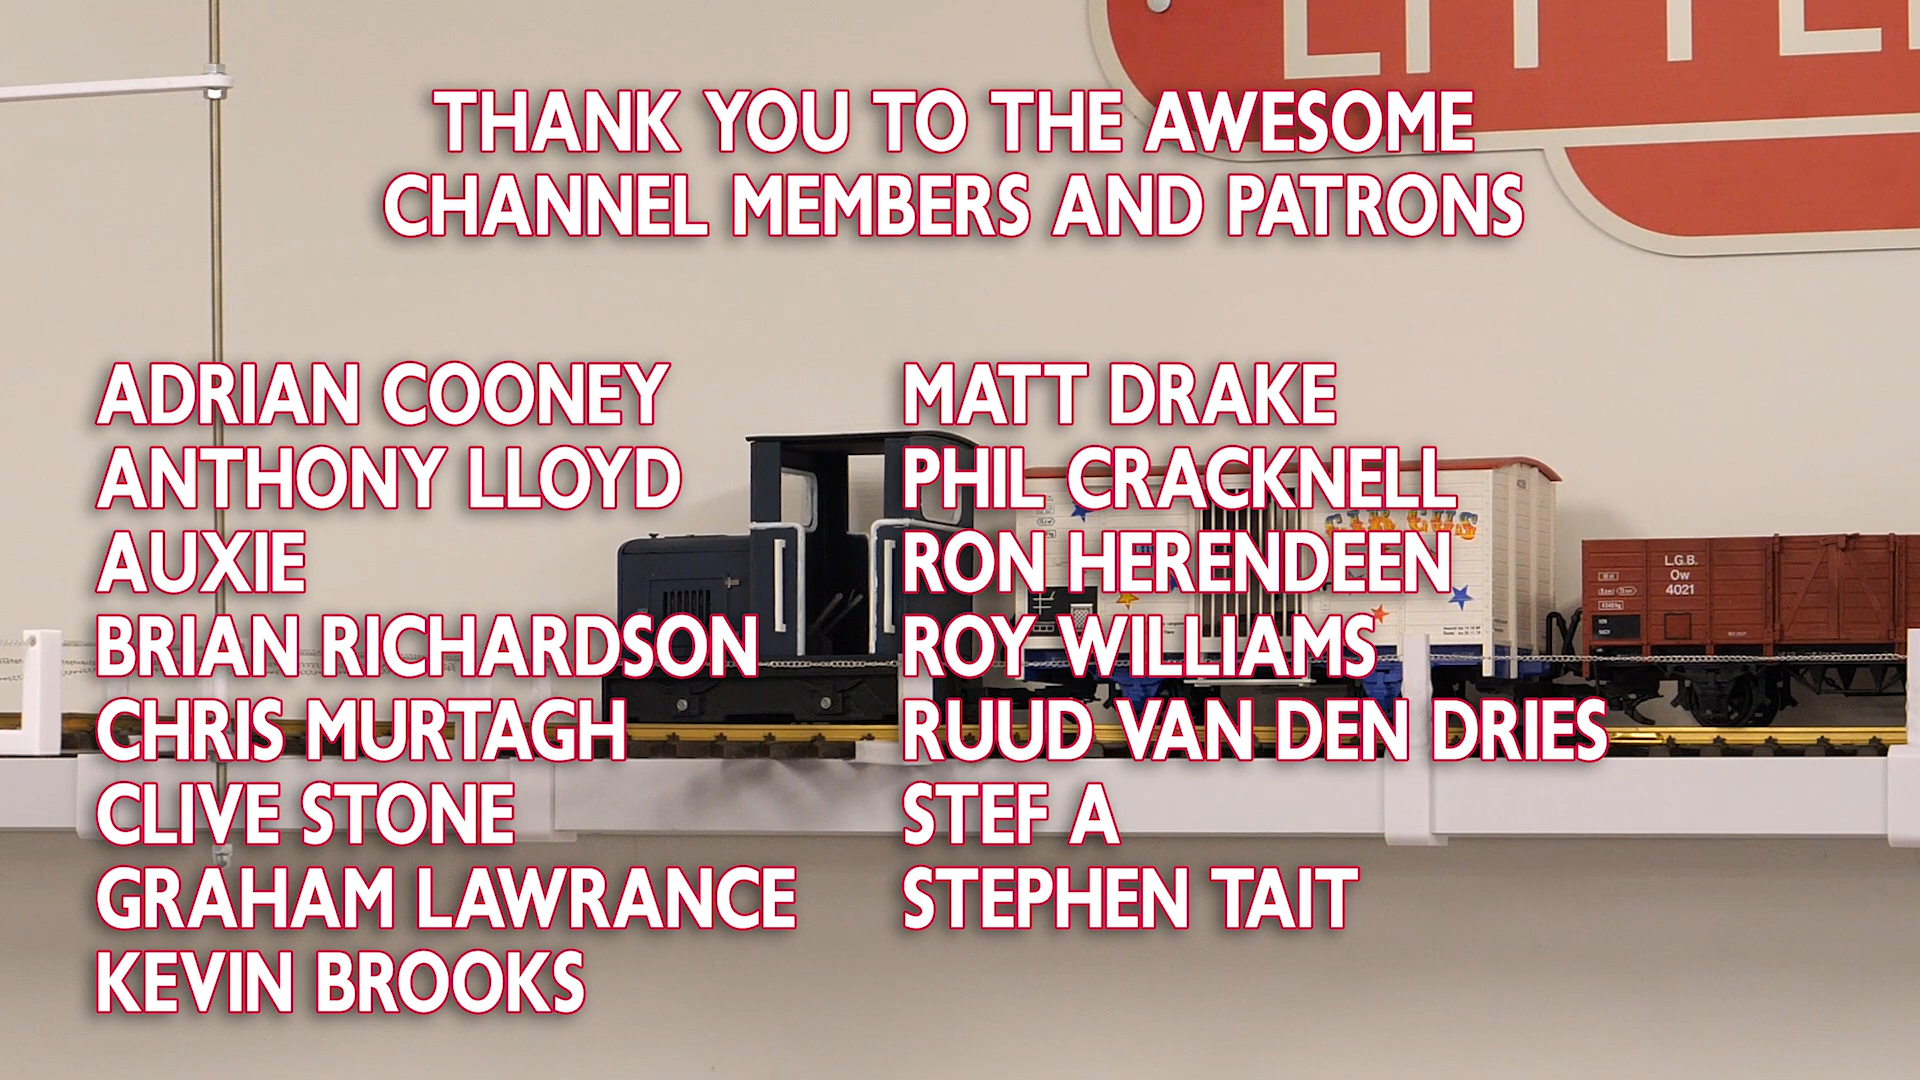 LITTL
THANK YOU TO THE AWESOME
CHANNEL MEMBERS AND PATRONS
ADRIAN COONEY
ANTHONY LLOYD
AUXIE
BRIAN RICHARDSON
CHRIS MURTAGH
CLIVE STONE
GRAHAM LAWRANCE
KEVIN BROOKS
MATT DRAKE
PHIL CRACKNELL
RON HERENDEEN
ROY WILLIAMS
RUUD VAN DEN DRIES
STEF A
STEPHEN TAIT
CIRCUS
L.G.B.
Ow
4021